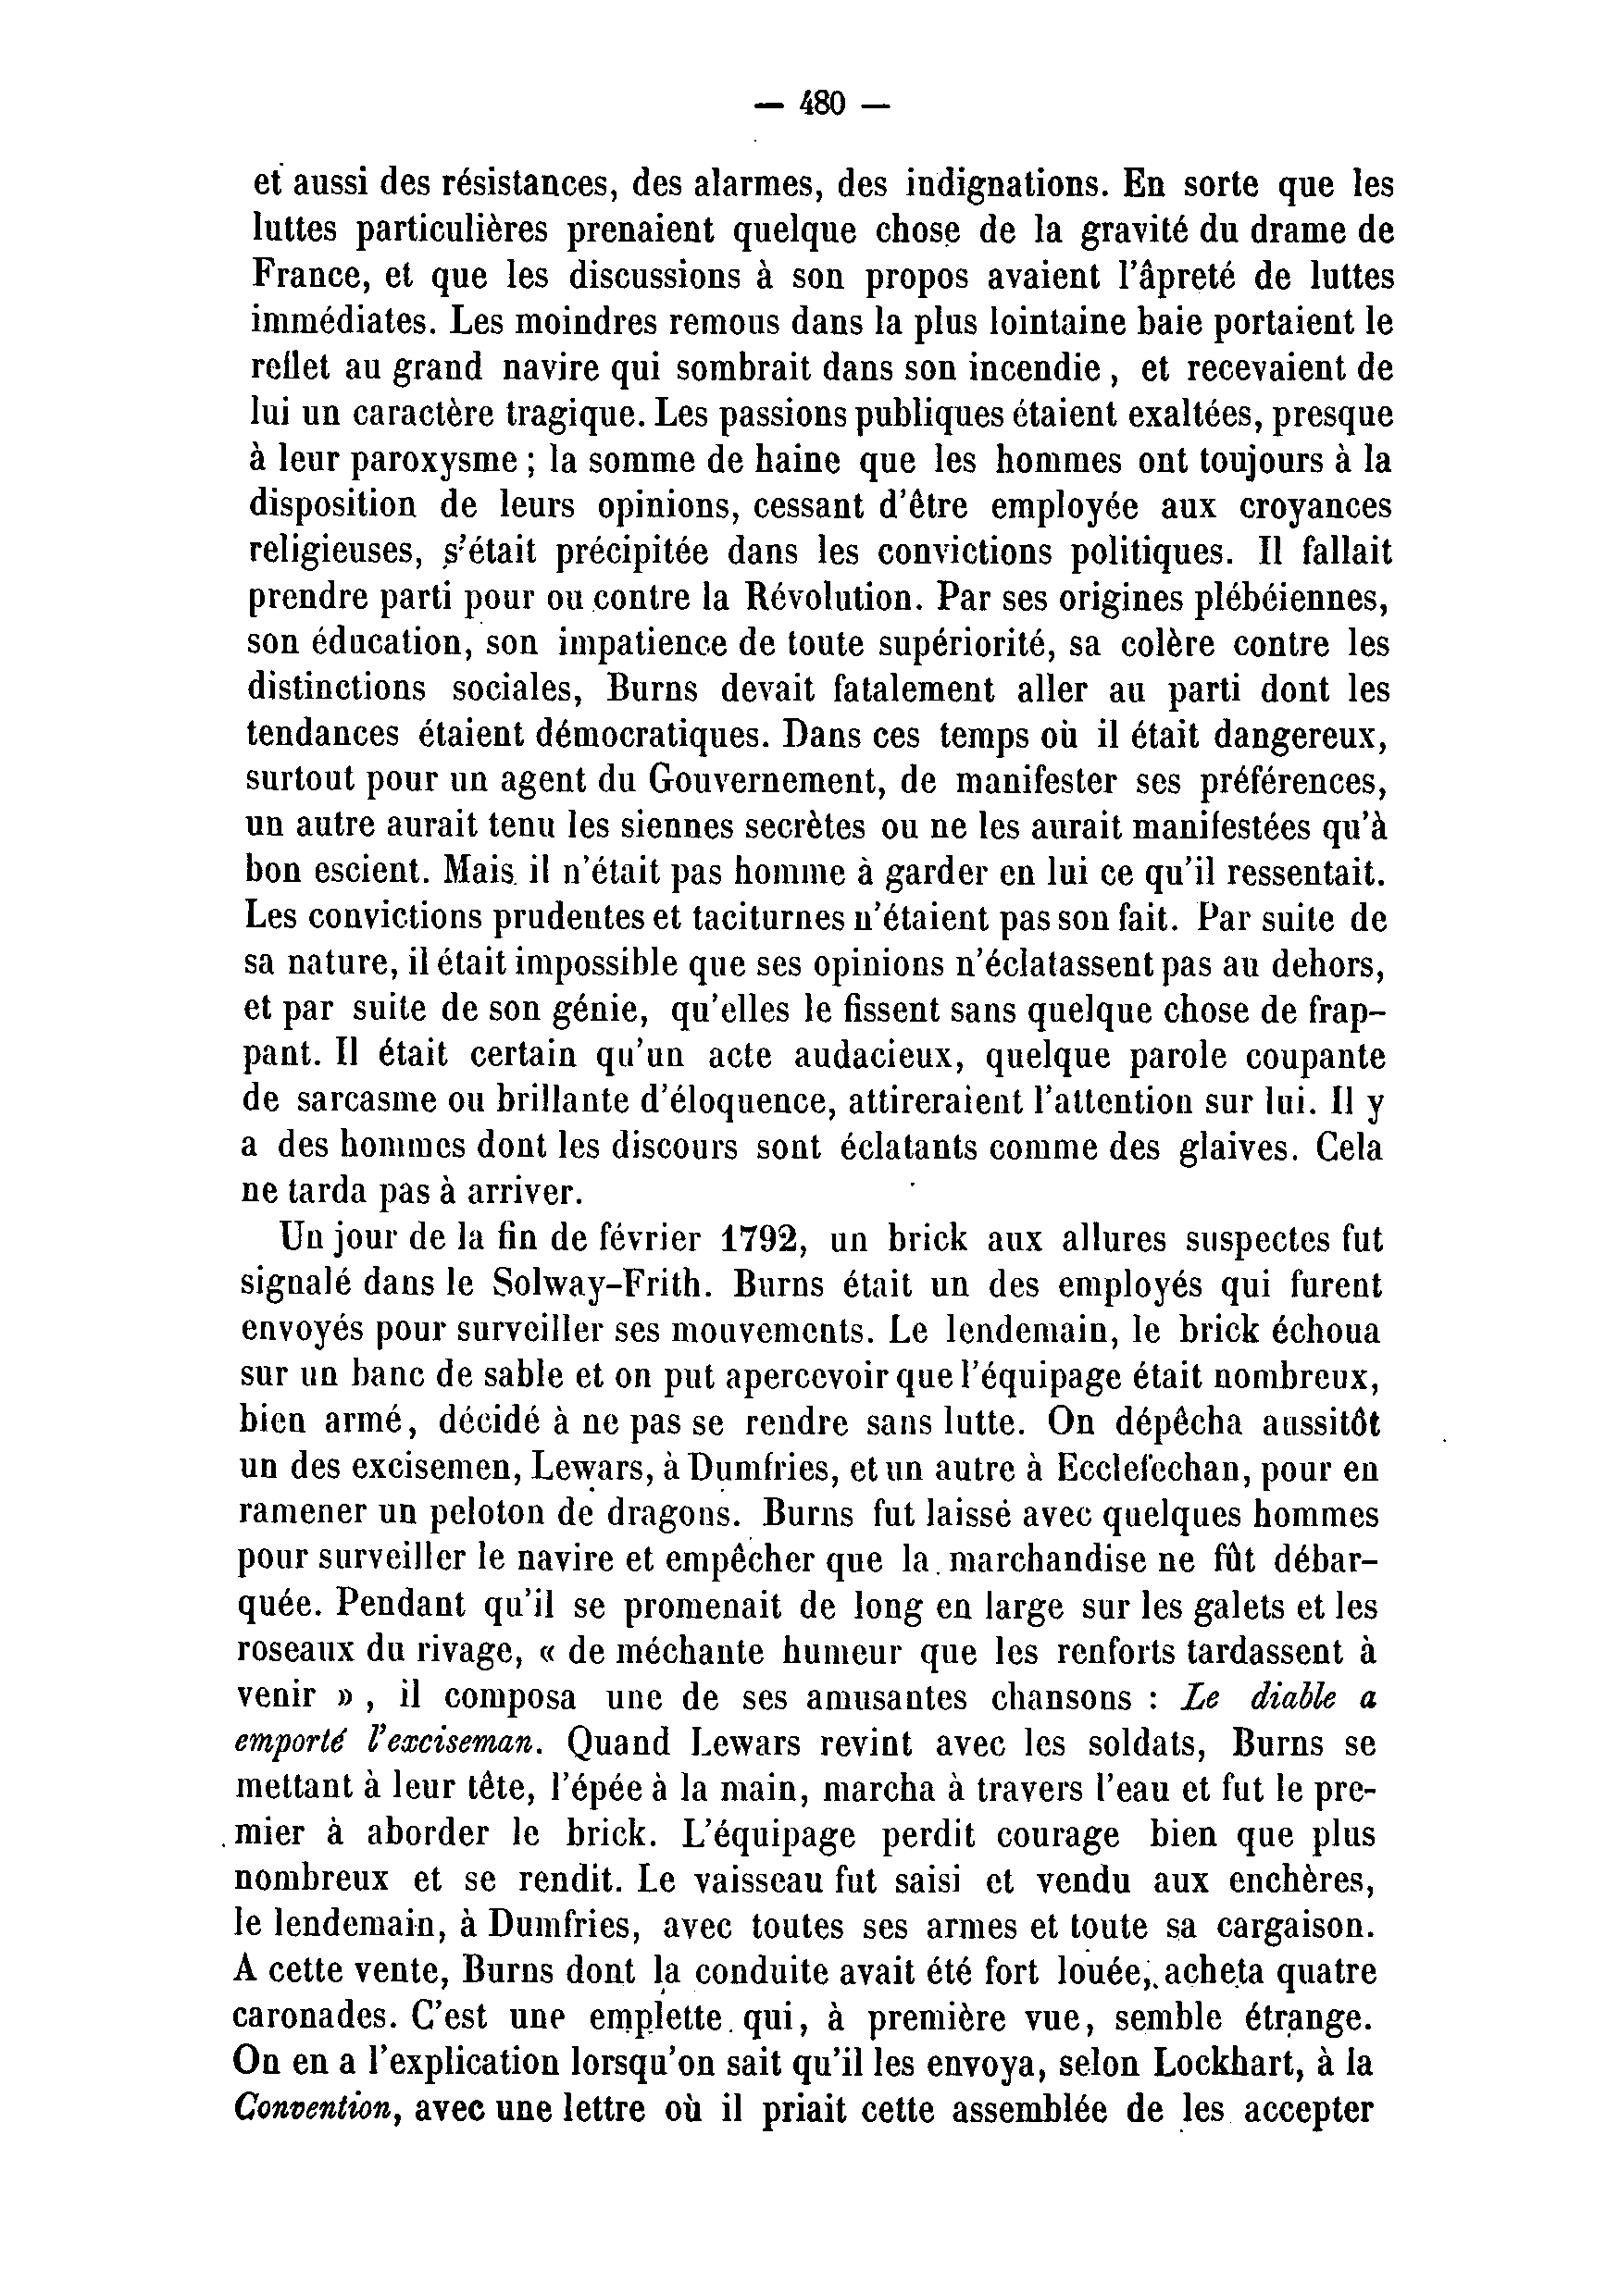 — 480 —
et aussi des résistances, des alarmes, des indignations. En sorte que les
luttes particulières prenaient quelque chose de la gravité du drame de
France, et que les discussions à son propos avaient l'âpreté de luttes
immédiates. Les moindres remous dans la plus lointaine baie portaient le
reflet au grand navire qui sombrait dans son incendie, et recevaient de
lui un caractère tragique. Les passions publiques étaient exaltées, presque
à leur paroxysme ; la somme de haine que les hommes ont toujours à la
disposition de leurs opinions, cessant d'être employée aux croyances
religieuses, s'était précipitée dans les convictions politiques. Il fallait
prendre parti pour ou contre la Révolution. Par ses origines plébéiennes,
son éducation, son impatience de toute supériorité, sa colère contre les
distinctions sociales, Burns devait fatalement aller au parti dont les
tendances étaient démocratiques. Dans ces temps où il était dangereux,
surtout pour un agent du Gouvernement, de manifester ses préférences,
un autre aurait tenu les siennes secrètes ou ne les aurait manifestées qu'à
bon escient. Mais il n'était pas homme à garder en lui ce qu'il ressentait.
Les convictions prudentes et taciturnes n'étaient pas son fait. Par suite de
sa nature, il était impossible que ses opinions n'éclatassent pas au dehors,
et par suite de son génie, qu'elles le fissent sans quelque chose de frap-
pant. Il était certain qu'un acte audacieux, quelque parole coupante
de sarcasme ou brillante d'éloquence, attireraient l'attention sur lui. Il y
a des hommes dont les discours sont éclatants comme des glaives. Cela
ne tarda pas à arriver.
Un jour de la fin de février 1792, un brick aux allures suspectes fut
signalé dans le Solway-Frith. Burns était un des employés qui furent
envoyés pour surveiller ses mouvements. Le lendemain, le brick échoua
sur un banc de sable et on put apercevoir que l'équipage était nombreux,
bien armé, décidé à ne pas se rendre sans lutte. On dépêcha aussitôt
un des excisemen, Lewars, à Dumfries, et un autre à Ecclefechan, pour en
ramener un peloton de dragons. Burns fut laissé avec quelques hommes
pour surveiller le navire et empêcher que la marchandise ne fût débar-
quée. Pendant qu'il se promenait de long en large sur les galets et les
roseaux du rivage, « de méchante humeur que les renforts tardassent à
venir », il composa une de ses amusantes chansons : Le diable a
emporté l'exciseman. Quand Lewars revint avec les soldats, Burns se
mettant à leur tête, l'épée à la main, marcha à travers l'eau et fut le pre-
mier à aborder le brick. L'équipage perdit courage bien que plus
nombreux et se rendit. Le vaisseau fut saisi et vendu aux enchères,
le lendemain, à Dumfries, avec toutes ses armes et toute sa cargaison.
A cette vente, Burns dont la conduite avait été fort louée, acheta quatre
caronades. C'est une emplette qui, à première vue, semble étrange.
On en a l'explication lorsqu'on sait qu'il les envoya, selon Lockhart, à la
Convention, avec une lettre où il priait cette assemblée de les accepter